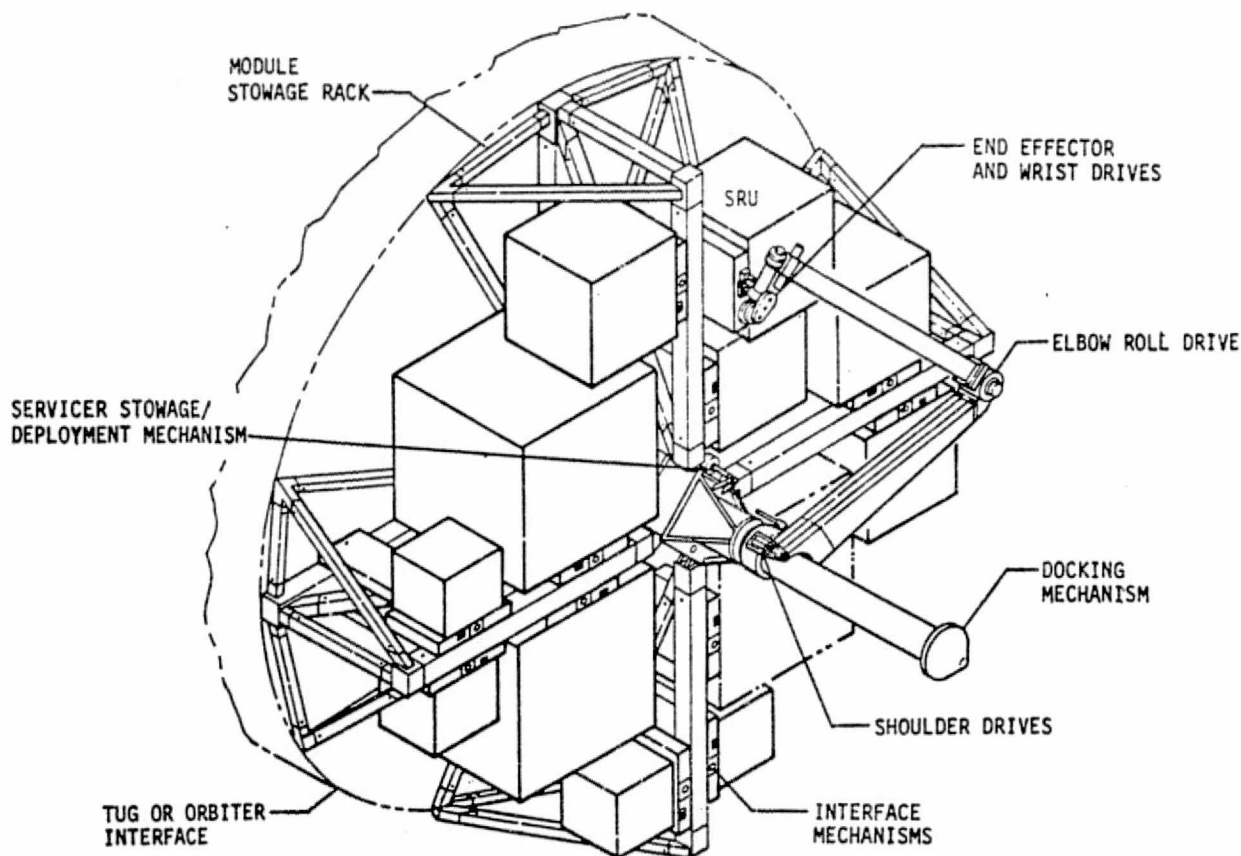 MODULE
STOWAGE RACK
END EFFECTOR
AND WRIST DRIVES
SRU
ELBOW ROLL DRIVE
SERVICER STOWAGE/
DEPLOYMENT MECHANISM
DOCKING
MECHANISM
SHOULDER DRIVES
TUG OR ORBITER
INTERFACE
INTERFACE
MECHANISMS